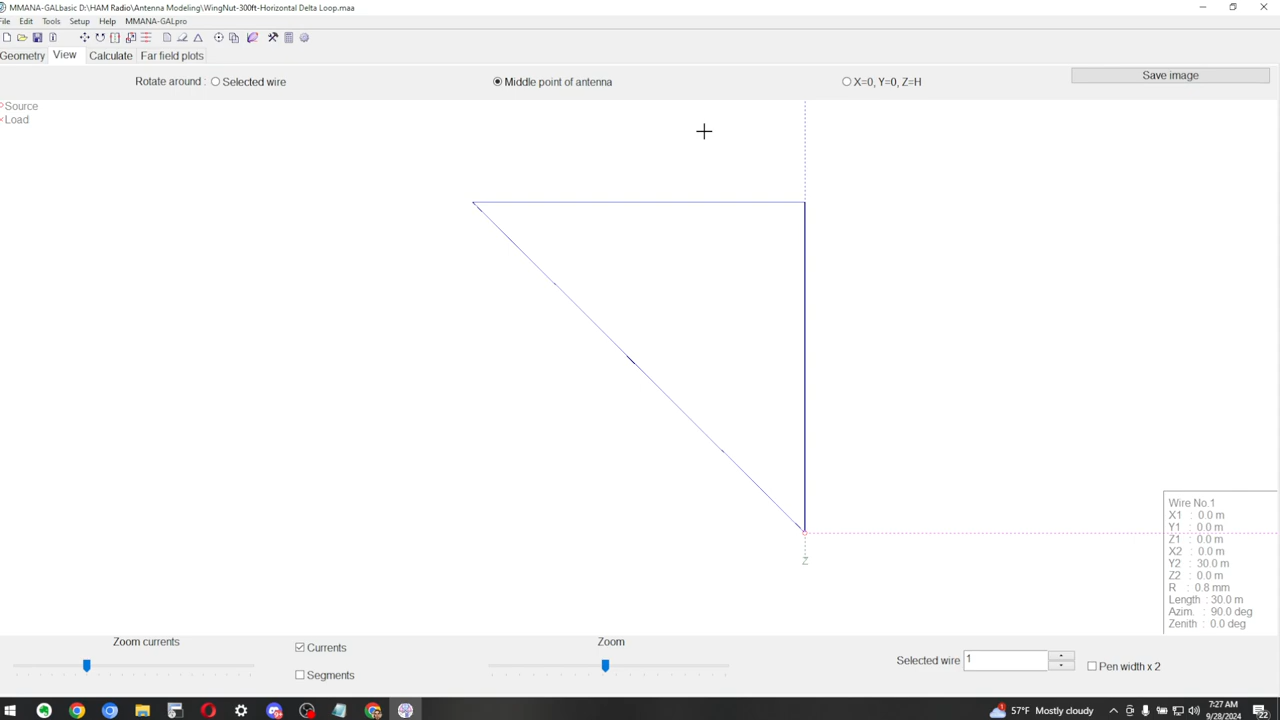 MMANA-GALbasic D:\HAM Radio\Antenna Modeling\WingNut-300ft-Horizontal Delta Loop.maa
File Edit Tools Setup Help MMANA-GALpro
Geometry View Calculate Far field plots
Rotate around : Selected wire Middle point of antenna X=0, Y=0, Z=H Save image
Source
Load
Z
Wire No.1
X1 : 0.0 m
Y1 : 0.0 m
Z1 : 0.0 m
X2 : 0.0 m
Y2 : 30.0 m
Z2 : 0.0 m
R : 0.8 mm
Length : 30.0 m
Azim. : 90.0 deg
Zenith : 0.0 deg
Zoom currents Currents Zoom
Segments Selected wire 1 Pen width x 2
57°F Mostly cloudy 7:27 AM
9/28/2024 22